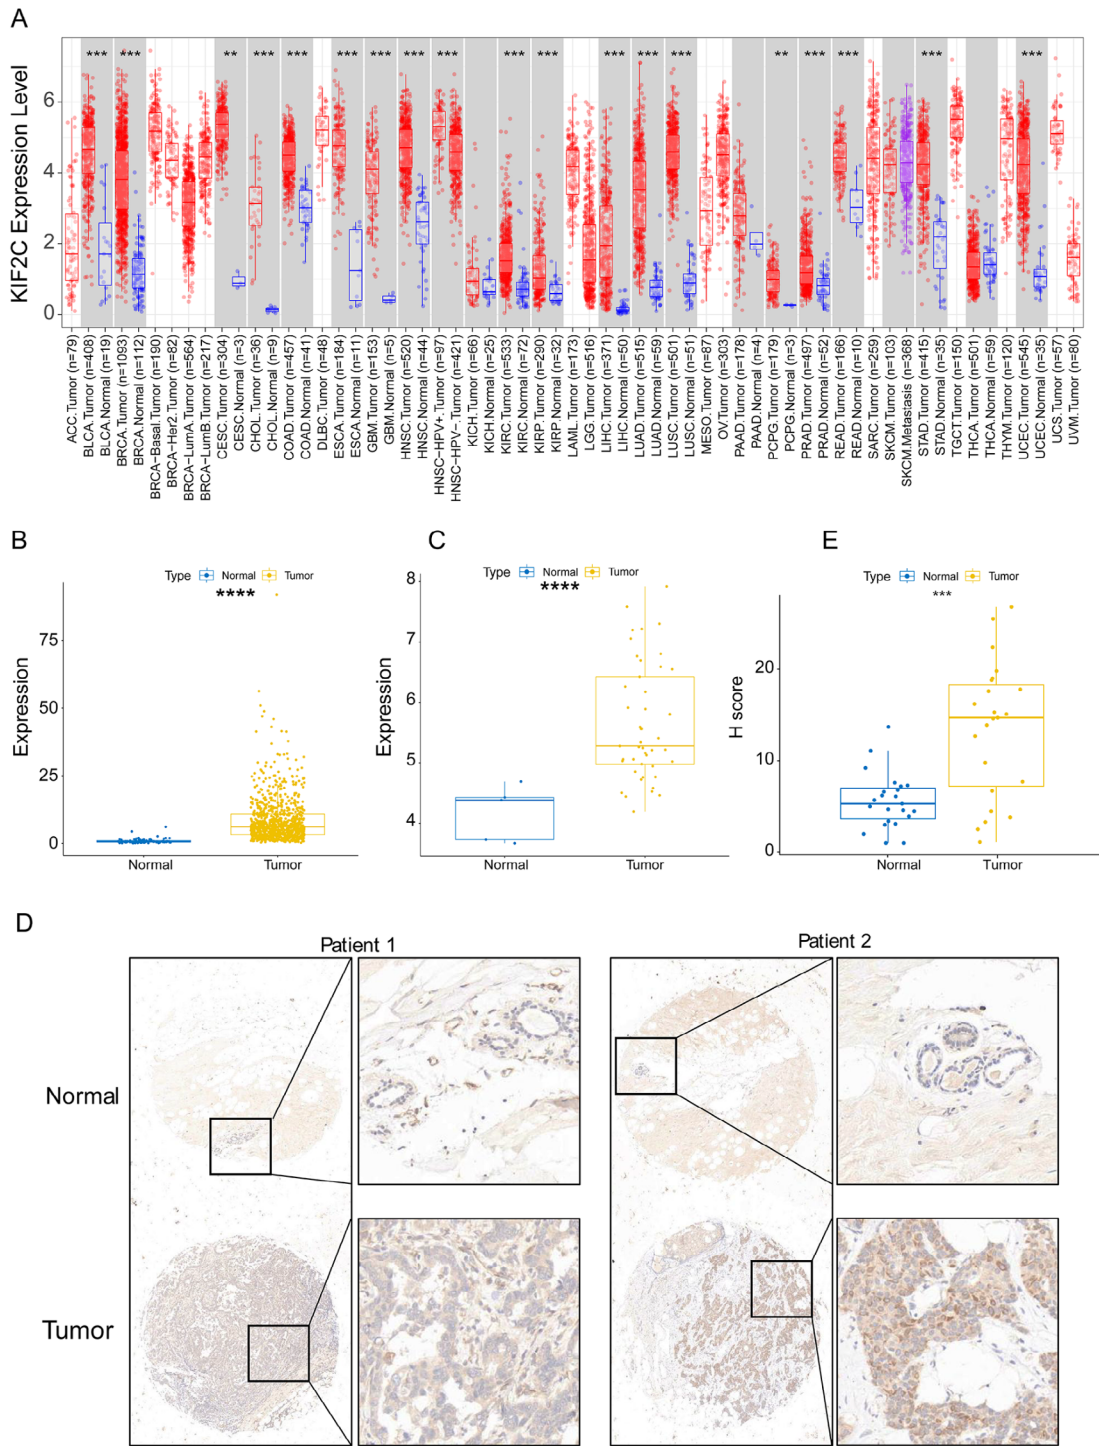 A
*** *** ** *** *** *** *** *** *** *** *** *** *** *** ** *** *** *** ***
KIF2C Expression Level
6
4
2
0
ACC.Tumor (n=79)
BLCA.Tumor (n=408)
BLCA.Normal (n=19)
BRCA.Tumor (n=1093)
BRCA.Normal (n=112)
BRCA-Basal.Tumor (n=190)
BRCA-Her2.Tumor (n=82)
BRCA-LumA.Tumor (n=564)
BRCA-LumB.Tumor (n=217)
CESC.Tumor (n=304)
CESC.Normal (n=3)
CHOL.Tumor (n=36)
CHOL.Normal (n=9)
COAD.Tumor (n=457)
COAD.Normal (n=41)
DLBC.Tumor (n=48)
ESCA.Tumor (n=184)
ESCA.Normal (n=11)
GBM.Tumor (n=153)
GBM.Normal (n=5)
HNSC.Tumor (n=520)
HNSC.Normal (n=44)
HNSC-HPV+.Tumor (n=97)
HNSC-HPV-.Tumor (n=421)
KICH.Tumor (n=66)
KICH.Normal (n=25)
KIRC.Tumor (n=533)
KIRC.Normal (n=72)
KIRP.Tumor (n=290)
KIRP.Normal (n=32)
LAML.Tumor (n=173)
LGG.Tumor (n=516)
LIHC.Tumor (n=371)
LIHC.Normal (n=50)
LUAD.Tumor (n=515)
LUAD.Normal (n=59)
LUSC.Tumor (n=501)
LUSC.Normal (n=51)
MESO.Tumor (n=87)
OV.Tumor (n=303)
PAAD.Tumor (n=178)
PAAD.Normal (n=4)
PCPG.Tumor (n=179)
PCPG.Normal (n=3)
PRAD.Tumor (n=497)
PRAD.Normal (n=52)
READ.Tumor (n=166)
READ.Normal (n=10)
SARC.Tumor (n=259)
SKCM.Tumor (n=103)
SKCM.Metastasis (n=368)
STAD.Tumor (n=415)
STAD.Normal (n=35)
TGCT.Tumor (n=150)
THCA.Tumor (n=501)
THCA.Normal (n=59)
THYM.Tumor (n=120)
UCEC.Tumor (n=545)
UCEC.Normal (n=35)
UCS.Tumor (n=57)
UVM.Tumor (n=80)
B
Type Normal Tumor
****
Expression
75
50
25
0
Normal Tumor
C
Type Normal Tumor
****
Expression
8
7
6
5
4
Normal Tumor
E
Type Normal Tumor
***
H score
20
10
0
Normal Tumor
D
Patient 1
Patient 2
Normal
Tumor